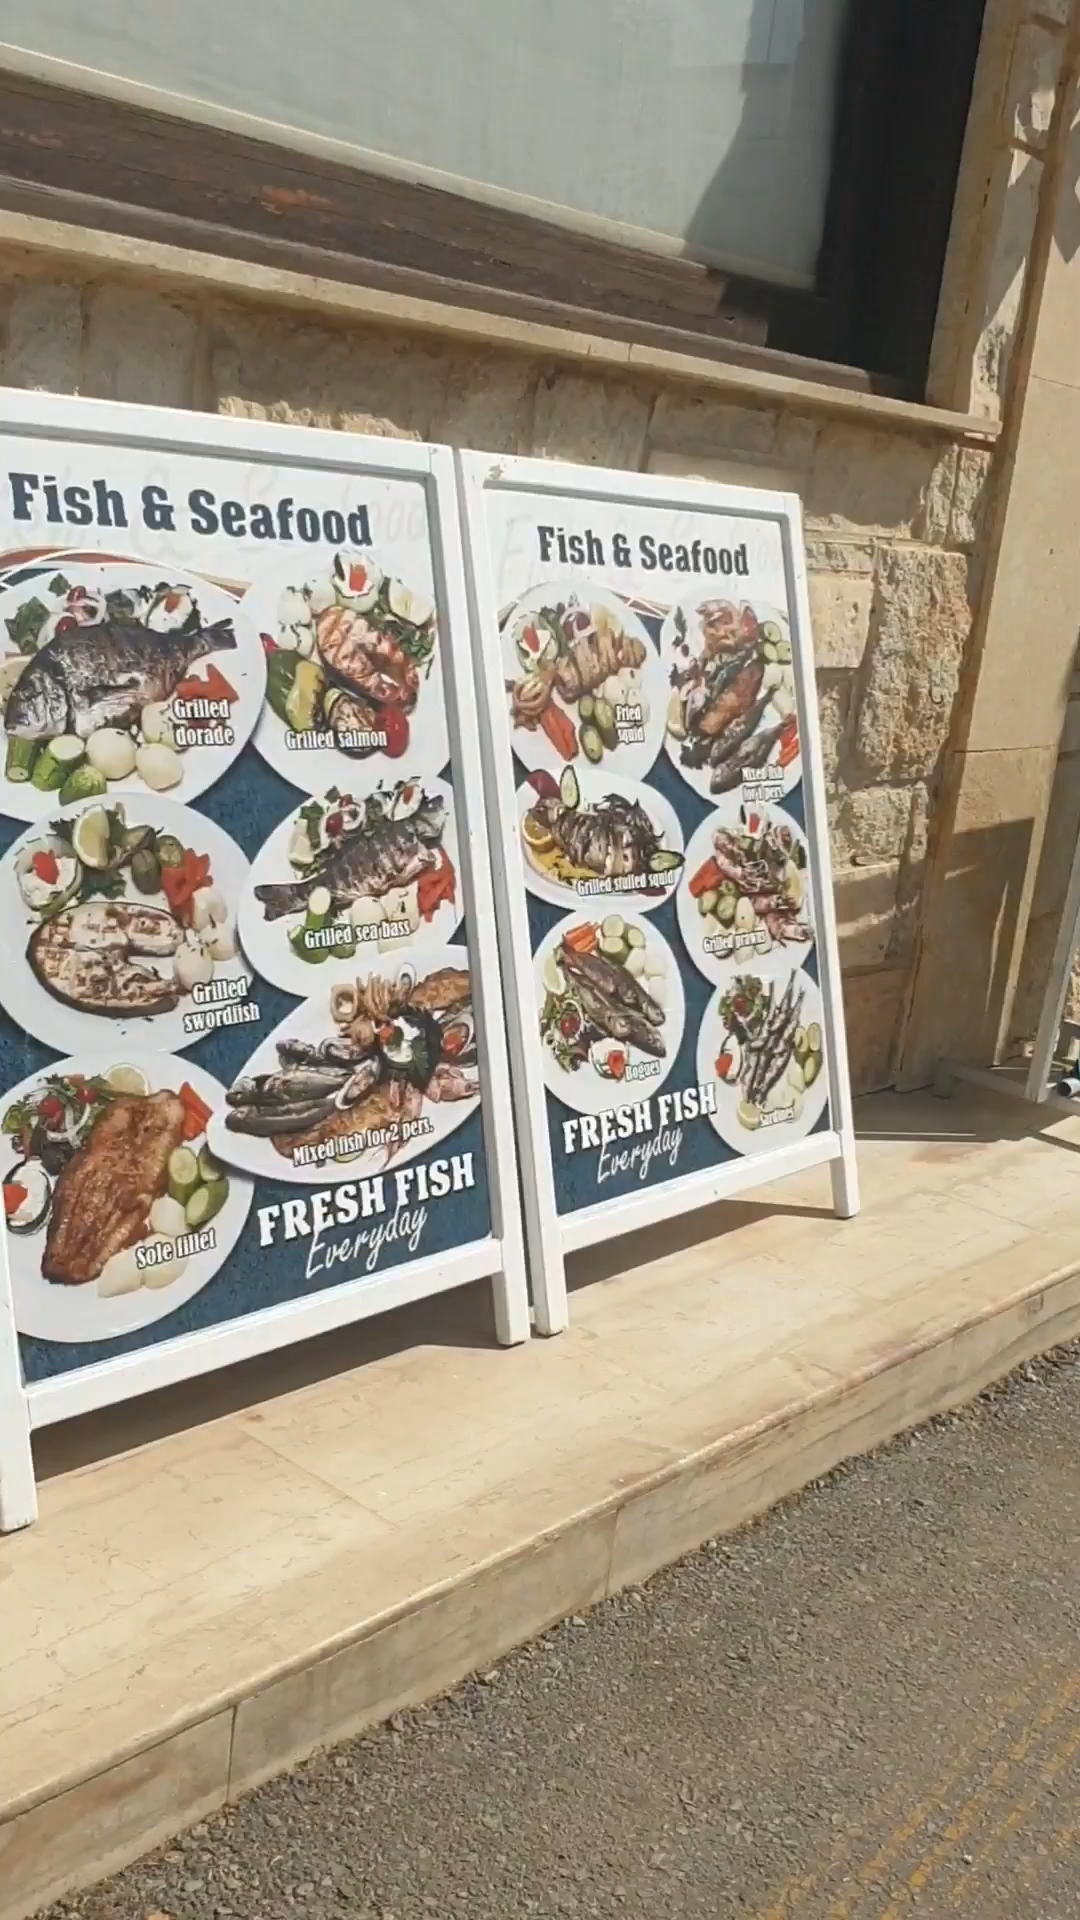 Fish & Seafood
Grilled
dorade
Grilled salmon
Grilled sea bass
Grilled
swordfish
Mixed fish for 2 pers.
Sole fillet
FRESH FISH
Everyday
Fish & Seafood
Fried
squid
Mixed fish
for 1 pers.
Grilled stuffed squid
Grilled prawns
Bogues
Sardines
FRESH FISH
Everyday